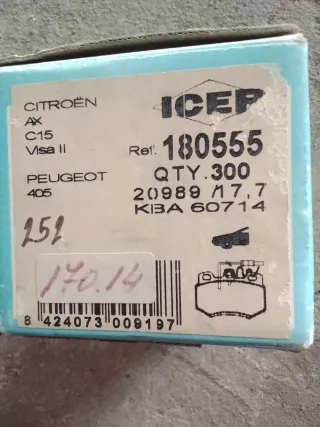 CITROËN
AX
C15
Visa II
PEUGEOT
405
ICER
Ref. 180555
QTY. 300
20989 /17,7
KBA 60714
252
170.14
8 424073 009197